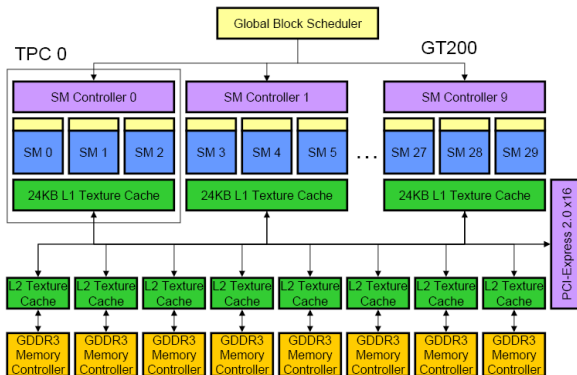 Global Block Scheduler
TPC 0
GT200
SM Controller 0
SM Controller 1
SM Controller 9
SM 0
SM 1
SM 2
SM 3
SM 4
SM 5
...
SM 27
SM 28
SM 29
24KB L1 Texture Cache
24KB L1 Texture Cache
24KB L1 Texture Cache
PCI-Express 2.0 x16
L2 Texture
Cache
L2 Texture
Cache
L2 Texture
Cache
L2 Texture
Cache
L2 Texture
Cache
L2 Texture
Cache
L2 Texture
Cache
L2 Texture
Cache
GDDR3
Memory
Controller
GDDR3
Memory
Controller
GDDR3
Memory
Controller
GDDR3
Memory
Controller
GDDR3
Memory
Controller
GDDR3
Memory
Controller
GDDR3
Memory
Controller
GDDR3
Memory
Controller